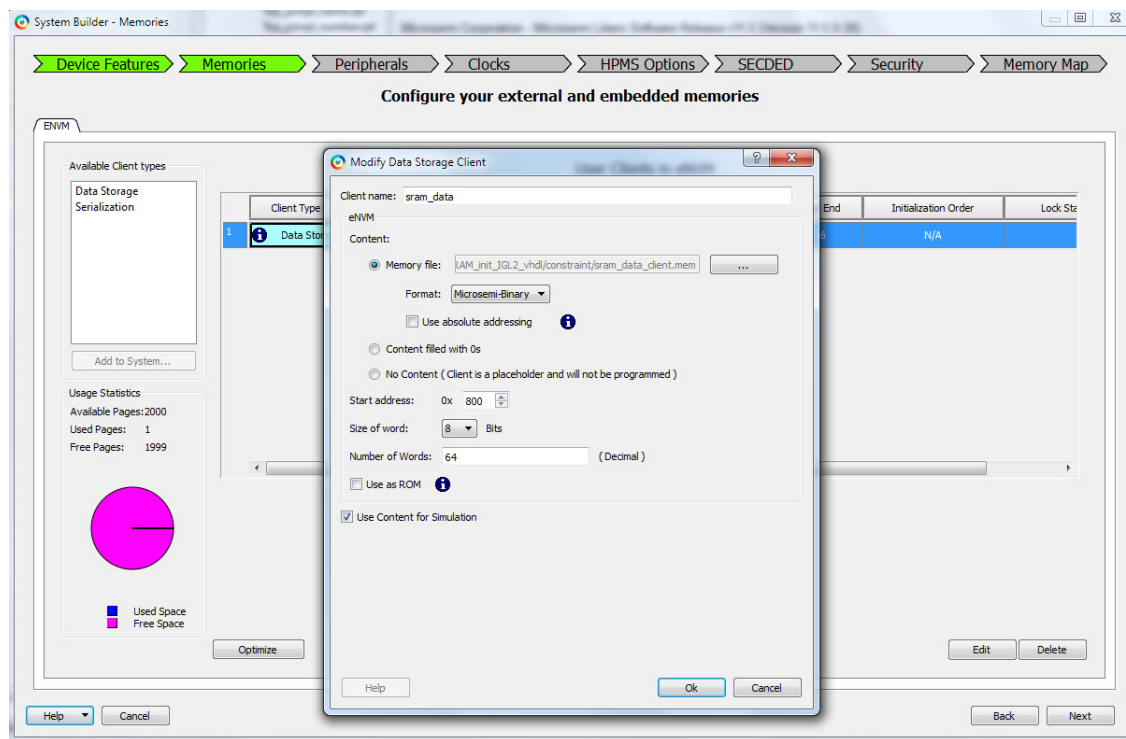 System Builder - Memories
Device Features
Memories
Peripherals
Clocks
HPMS Options
SECDED
Security
Memory Map
Configure your external and embedded memories
ENVM
Available Client types
Data Storage
Serialization
Add to System...
Usage Statistics
Available Pages:2000
Used Pages: 1
Free Pages: 1999
Used Space
Free Space
Client Type
End
Initialization Order
Lock Sta
1
Data Stor
N/A
Optimize
Edit
Delete
Help
Cancel
Back
Next
Modify Data Storage Client
Client name: sram_data
eNVM
Content:
Memory file: RAM_init_IGL2_vhdl/constraint/sram_data_client.mem ...
Format: Microsemi-Binary
Use absolute addressing
Content filled with 0s
No Content ( Client is a placeholder and will not be programmed )
Start address: 0x 800
Size of word: 8 Bits
Number of Words: 64 ( Decimal )
Use as ROM
Use Content for Simulation
Help
Ok
Cancel